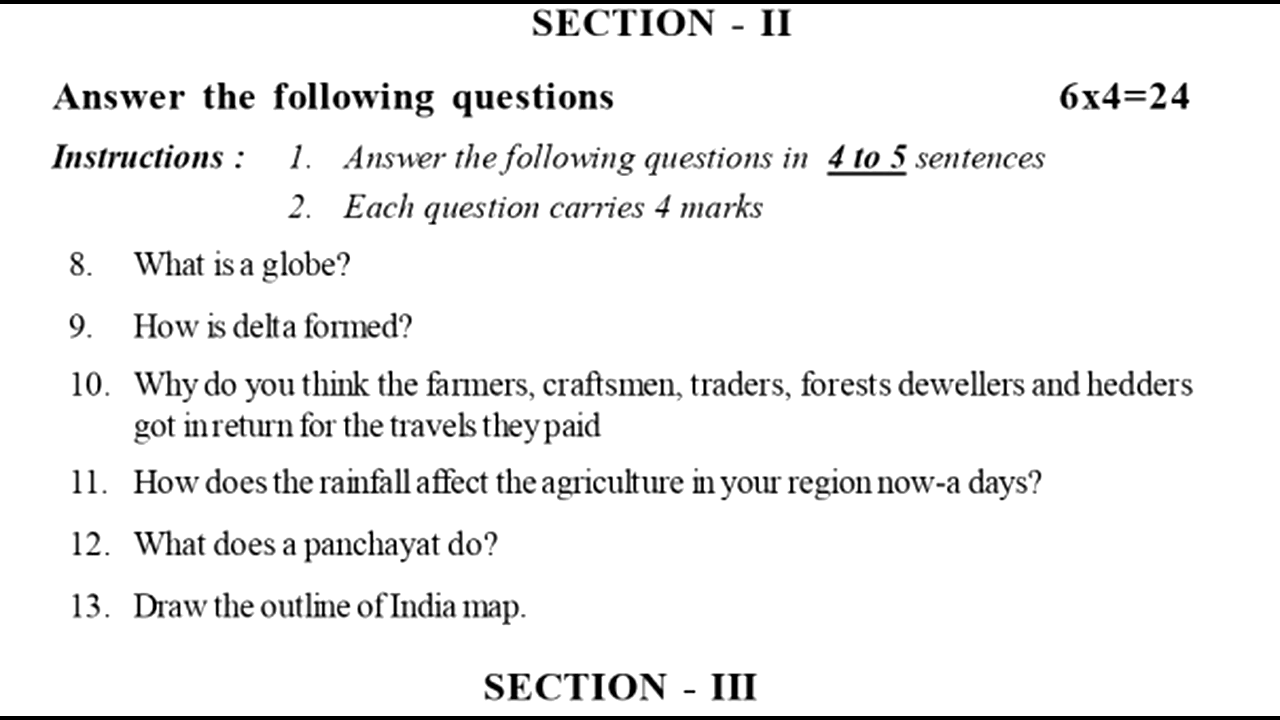 SECTION - II
Answer the following questions 6x4=24
Instructions : 1. Answer the following questions in 4 to 5 sentences
2. Each question carries 4 marks
8. What is a globe?
9. How is delta formed?
10. Why do you think the farmers, craftsmen, traders, forests dewellers and hedders
got in return for the travels they paid
11. How does the rainfall affect the agriculture in your region now-a days?
12. What does a panchayat do?
13. Draw the outline of India map.
SECTION - III